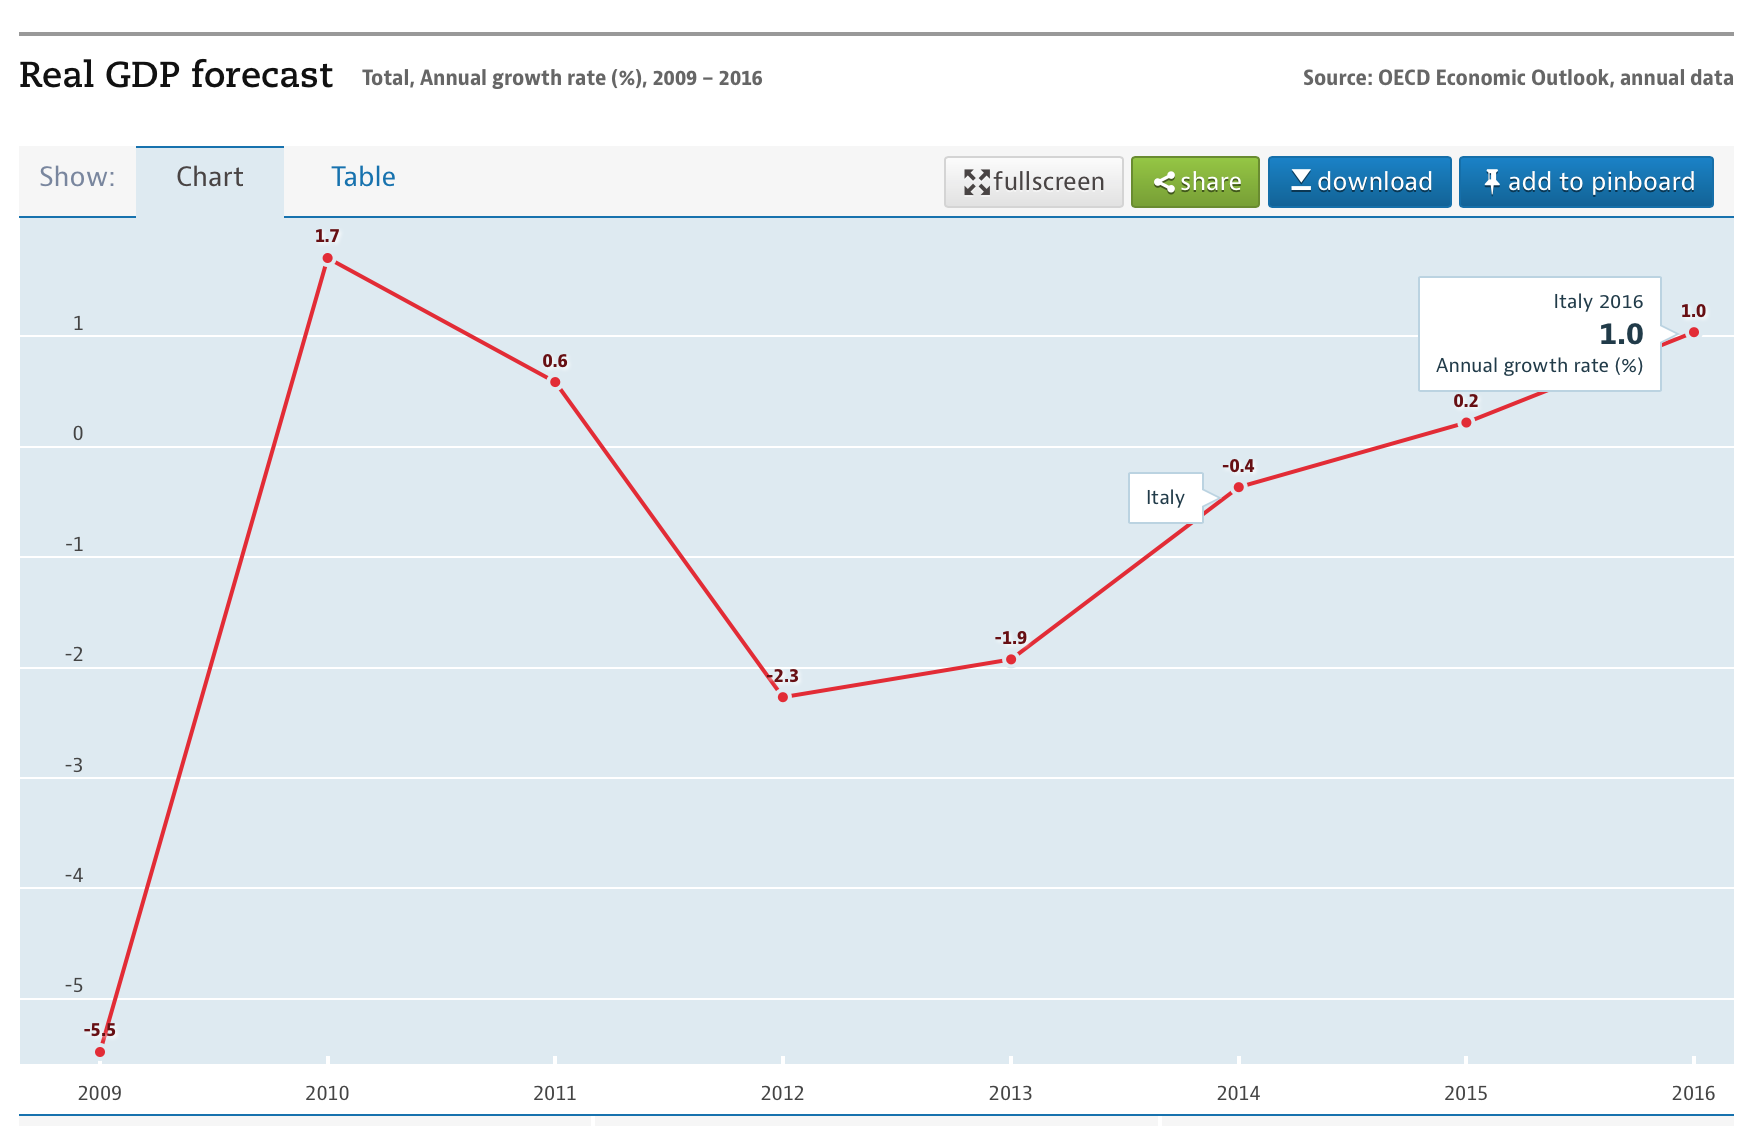 Real GDP forecast Total, Annual growth rate (%), 2009 – 2016 Source: OECD Economic Outlook, annual data
Show: Chart Table fullscreen share download add to pinboard
1.7
Italy 2016
1.0
Annual growth rate (%)
1.0
1
0.6
0.2
0
-0.4
Italy
-1
-1.9
-2
-2.3
-3
-4
-5
-5.5
2009 2010 2011 2012 2013 2014 2015 2016